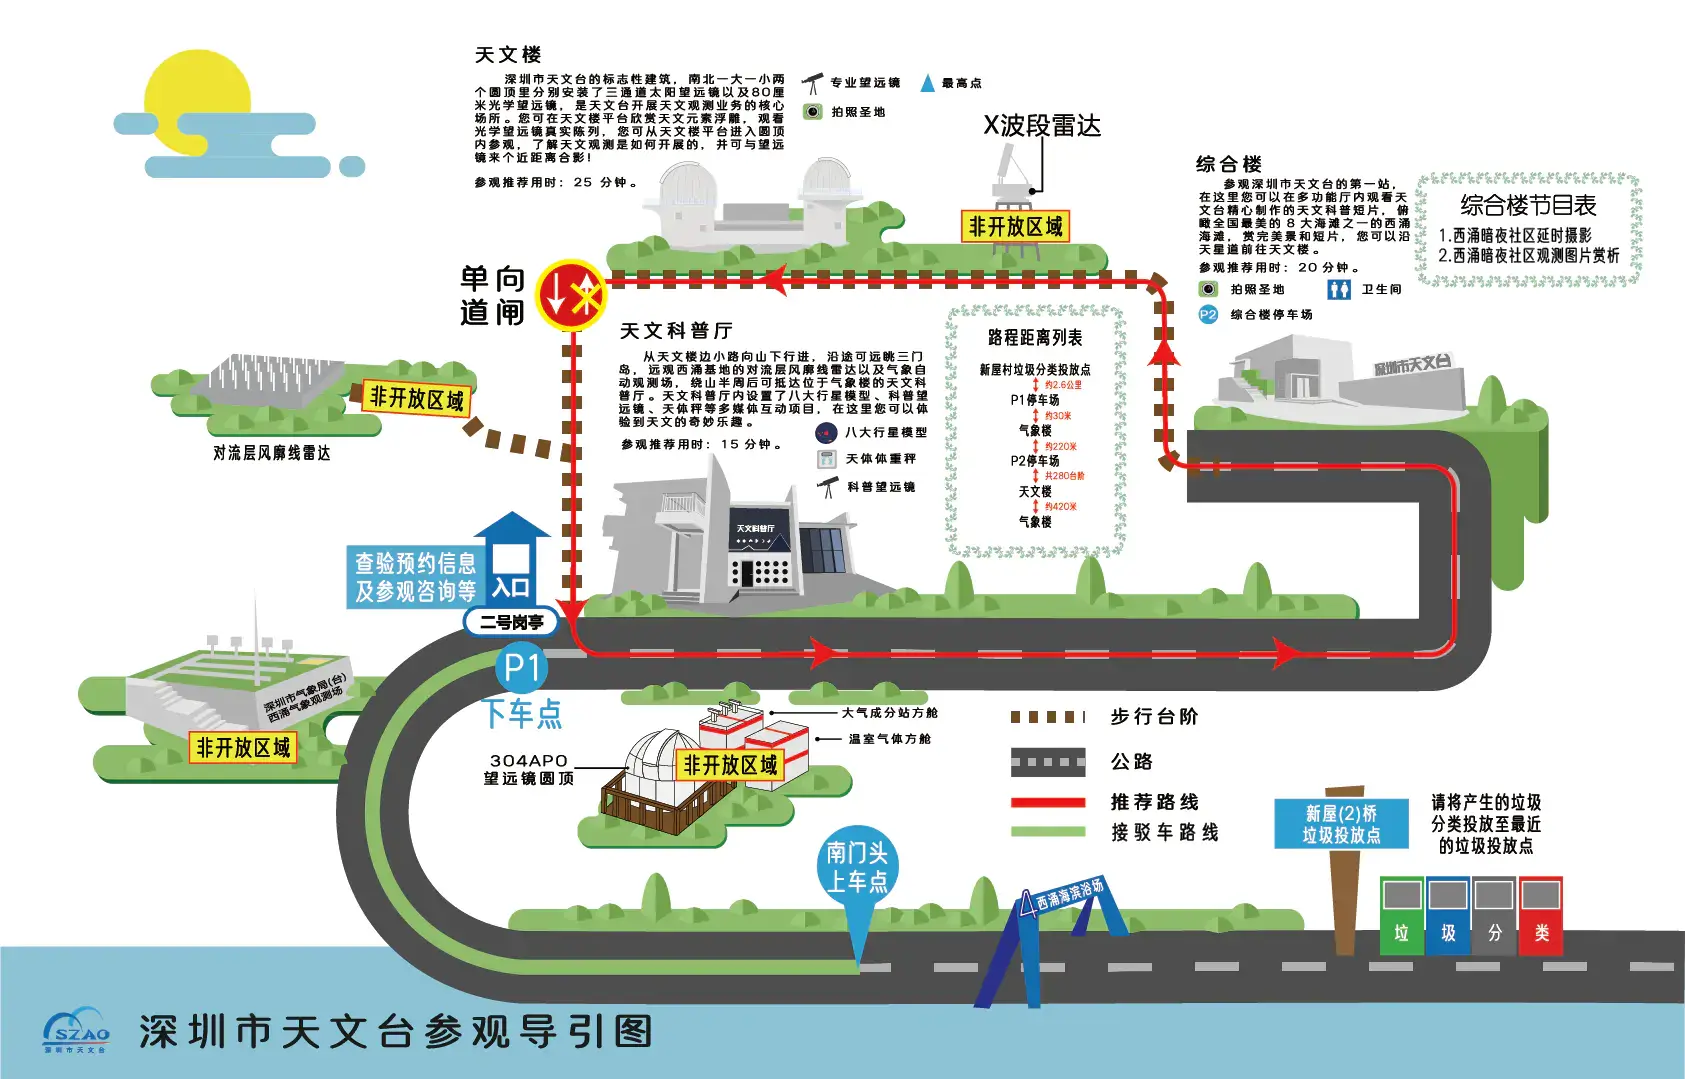 天文楼
深圳市天文台的标志性建筑，南北一大一小两
个圆顶里分别安装了三通道太阳望远镜以及80厘
米光学望远镜，是天文台开展天文观测业务的核心
场所。您可在天文楼平台欣赏天文元素浮雕，观看
光学望远镜真实陈列，您可从天文楼平台进入圆顶
内参观，了解天文观测是如何开展的，并可与望远
镜来个近距离合影！
参观推荐用时：25 分钟。
专业望远镜
最高点
拍照圣地
X波段雷达
非开放区域
综合楼
参观深圳市天文台的第一站，
在这里您可以在多功能厅内观看天
文台精心制作的天文科普短片，俯
瞰全国最美的 8 大海滩之一的西涌
海滩，赏完美景和短片，您可以沿
天星道前往天文楼。
参观推荐用时：20 分钟。
拍照圣地
卫生间
P2
综合楼停车场
综合楼节目表
1.西涌暗夜社区延时摄影
2.西涌暗夜社区观测图片赏析
深圳市天文台
单向
道闸
天文科普厅
从天文楼边小路向山下行进，沿途可远眺三门
岛，远观西涌基地的对流层风廓线雷达以及气象自
动观测场，绕山半周后可抵达位于气象楼的天文科
普厅。天文科普厅内设置了八大行星模型、科普望
远镜、天体秤等多媒体互动项目，在这里您可以体
验到天文的奇妙乐趣。
参观推荐用时：15 分钟。
八大行星模型
天体体重秤
科普望远镜
天文科普厅
路程距离列表
新屋村垃圾分类投放点
约2.6公里
P1停车场
约30米
气象楼
约220米
P2停车场
共280台阶
天文楼
约420米
气象楼
非开放区域
对流层风廓线雷达
查验预约信息
及参观咨询等
入口
二号岗亭
P1
下车点
深圳市气象局(台)
西涌气象观测场
非开放区域
大气成分站方舱
温室气体方舱
304APO
望远镜圆顶
非开放区域
步行台阶
公路
推荐路线
接驳车路线
南门头
上车点
4西涌海滨浴场
新屋(2)桥
垃圾投放点
请将产生的垃圾
分类投放至最近
的垃圾投放点
垃
圾
分
类
SZAO
深圳市天文台
深圳市天文台参观导引图